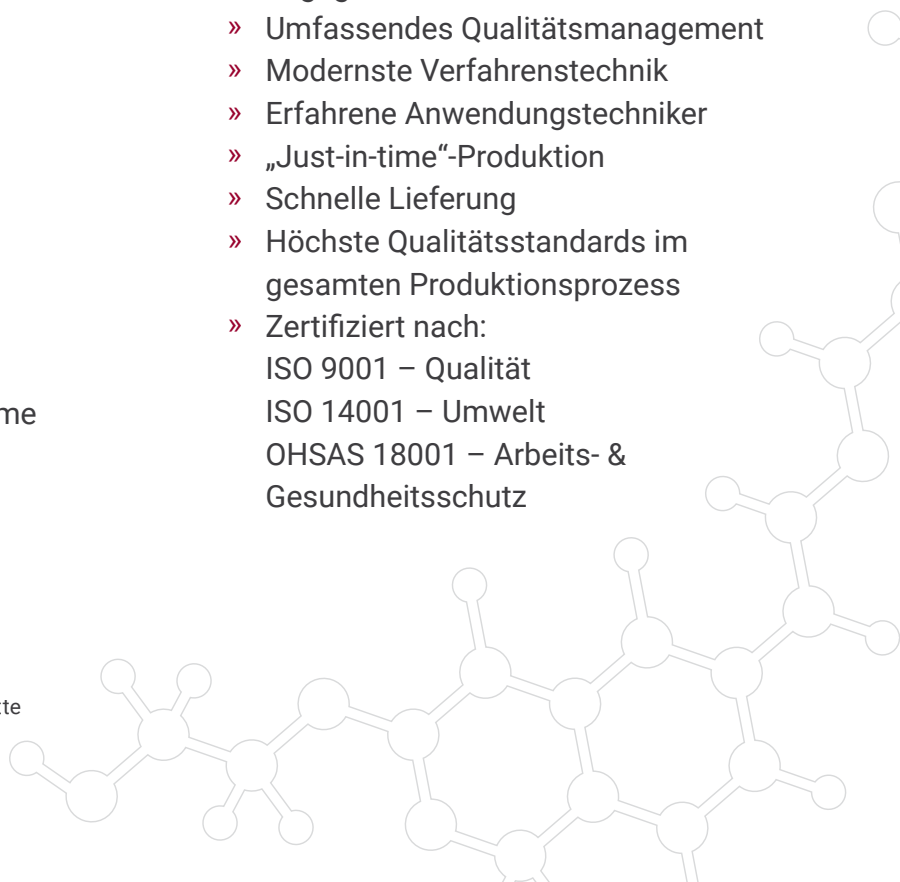 » Umfassendes Qualitätsmanagement
» Modernste Verfahrenstechnik
» Erfahrene Anwendungstechniker
» „Just-in-time“-Produktion
» Schnelle Lieferung
» Höchste Qualitätsstandards im
gesamten Produktionsprozess
» Zertifiziert nach:
ISO 9001 – Qualität
ISO 14001 – Umwelt
OHSAS 18001 – Arbeits- &
Gesundheitsschutz